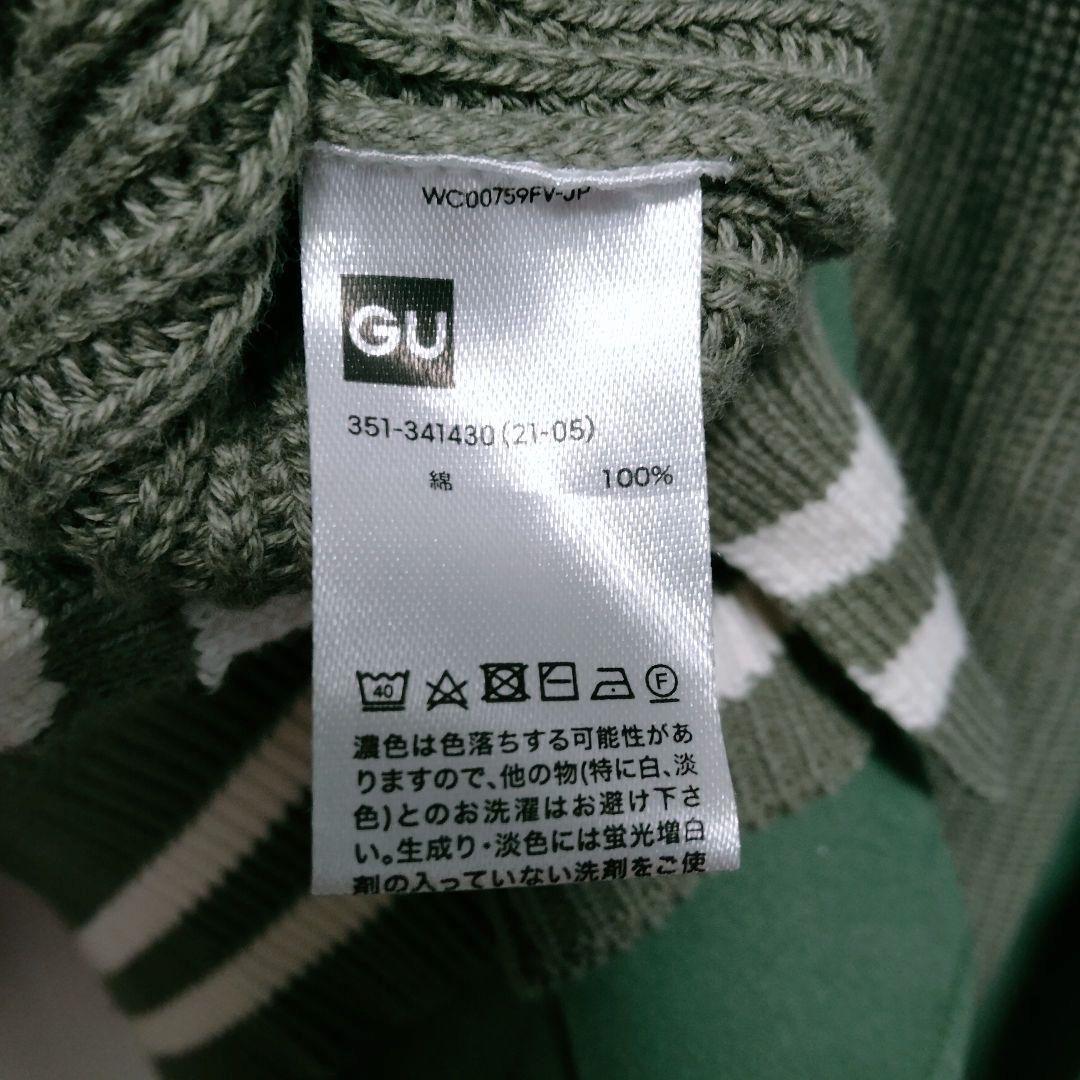 WC00759FV-JP
GU
351-341430(21-05)
綿 100%
40
F
濃色は色落ちする可能性があ
りますので、他の物(特に白、淡
色)とのお洗濯はお避け下さ
い。生成り・淡色には蛍光増白
剤の入っていない洗剤をご使